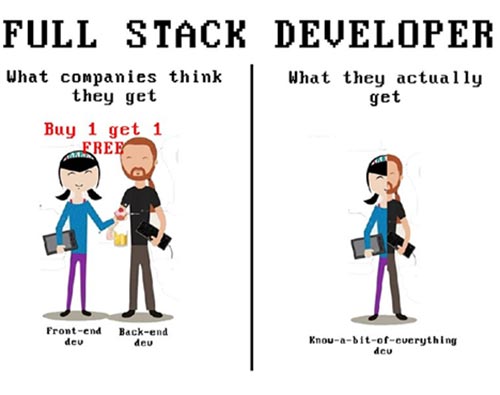 FULL STACK DEVELOPER
What companies think
they get
Buy 1 get 1
FREE
Front-end
dev
Back-end
dev
What they actually
get
Know-a-bit-of-everything
dev